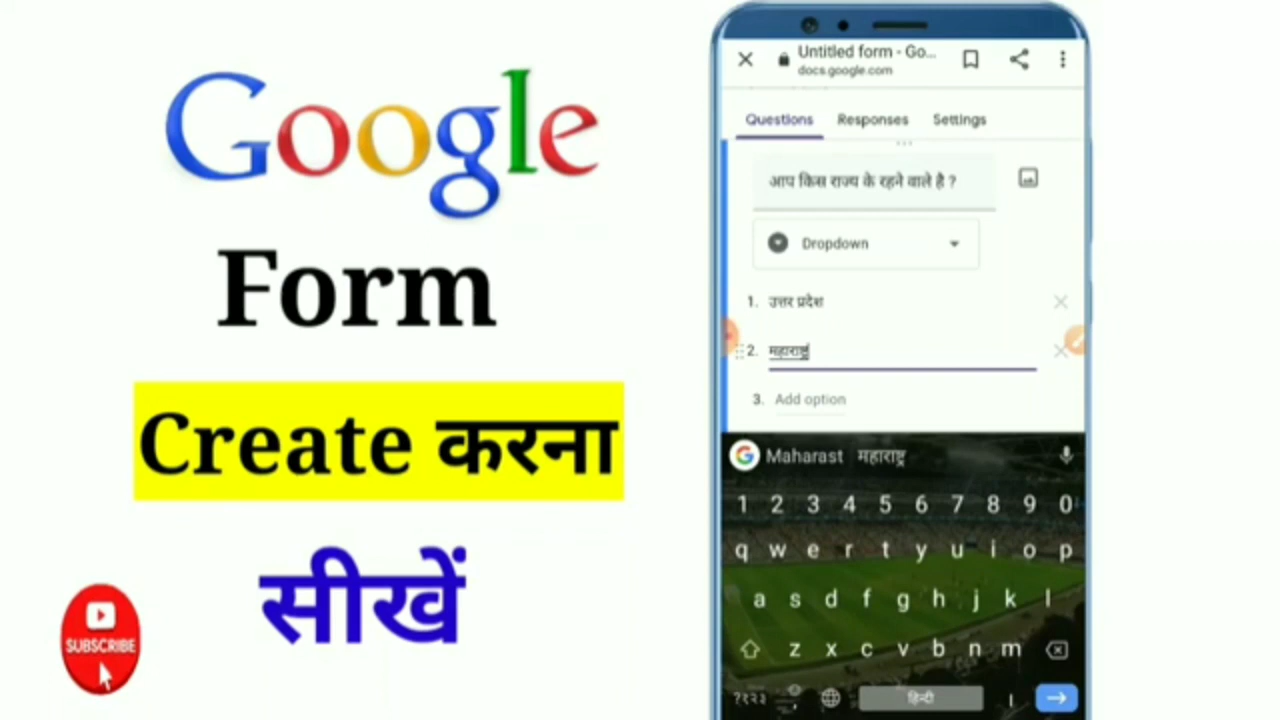 Google
Form
Create करना
सीखें
SUBSCRIBE
Untitled form - Go...
docs.google.com
Questions Responses Settings
आप किस राज्य के रहने वाले है ?
Dropdown
1. उत्तर प्रदेश
2. महाराष्ट्र
3. Add option
G Maharast महाराष्ट्र
1 2 3 4 5 6 7 8 9 0
q w e r t y u i o p
a s d f g h j k l
z x c v b n m
?१२३ हिन्दी ।